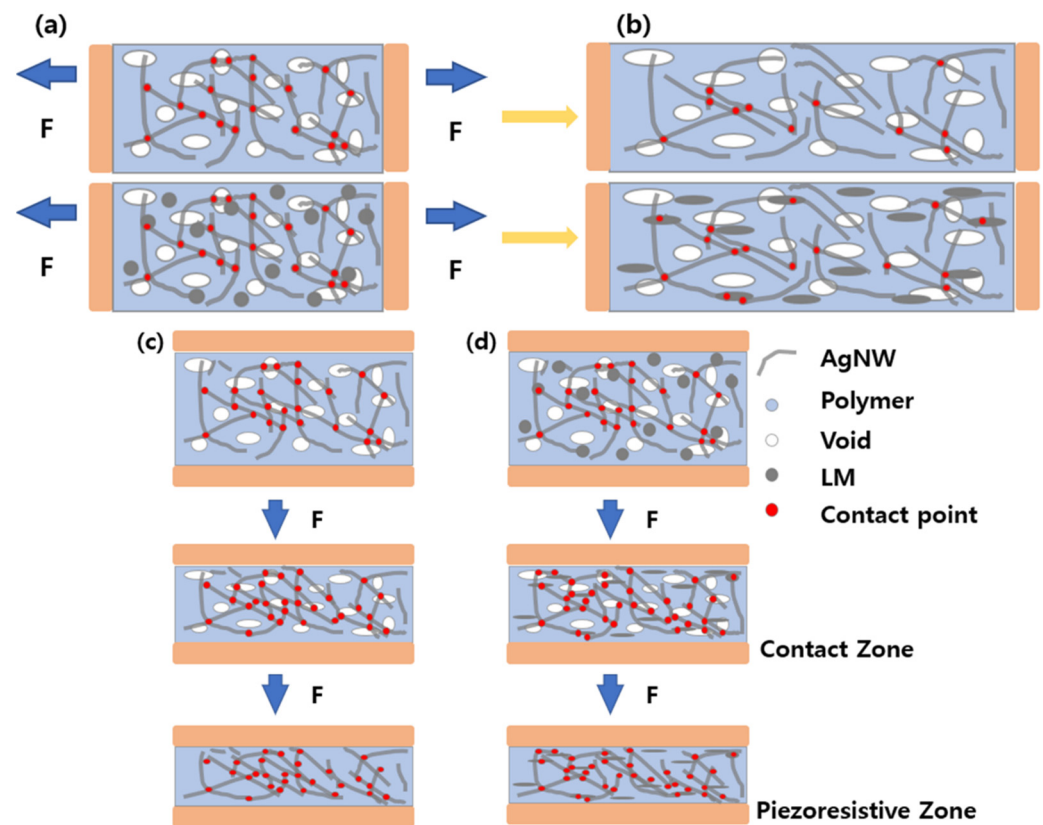 (a)
(b)
F
F
F
F
(c)
(d)
AgNW
Polymer
Void
LM
Contact point
F
F
Contact Zone
F
F
Piezoresistive Zone